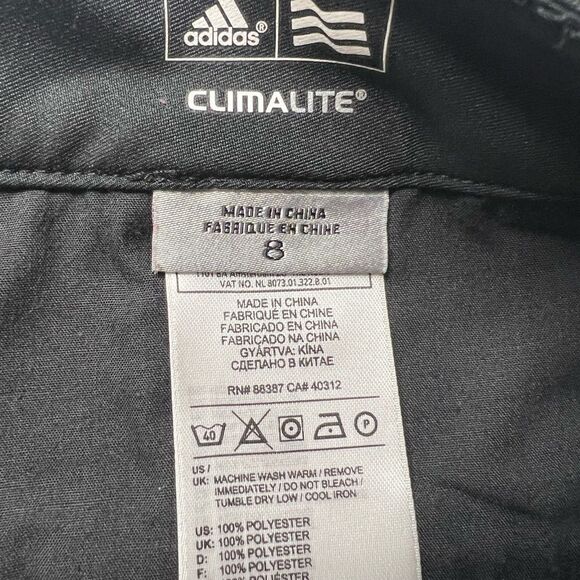 adidas®
CLIMALITE®
MADE IN CHINA
FABRIQUE EN CHINE
8
VAT NO. NL 8073.01.322.B.01
MADE IN CHINA
FABRIQUÉ EN CHINE
FABRICADO EN CHINA
FABRICADO NA CHINA
GYÁRTVA: KÍNA
СДЕЛАНО В КИТАЕ
RN# 88387 CA# 40312
40 P
US /
UK: MACHINE WASH WARM / REMOVE
IMMEDIATELY / DO NOT BLEACH /
TUMBLE DRY LOW / COOL IRON
US: 100% POLYESTER
UK: 100% POLYESTER
D: 100% POLYESTER
F: 100% POLYESTER